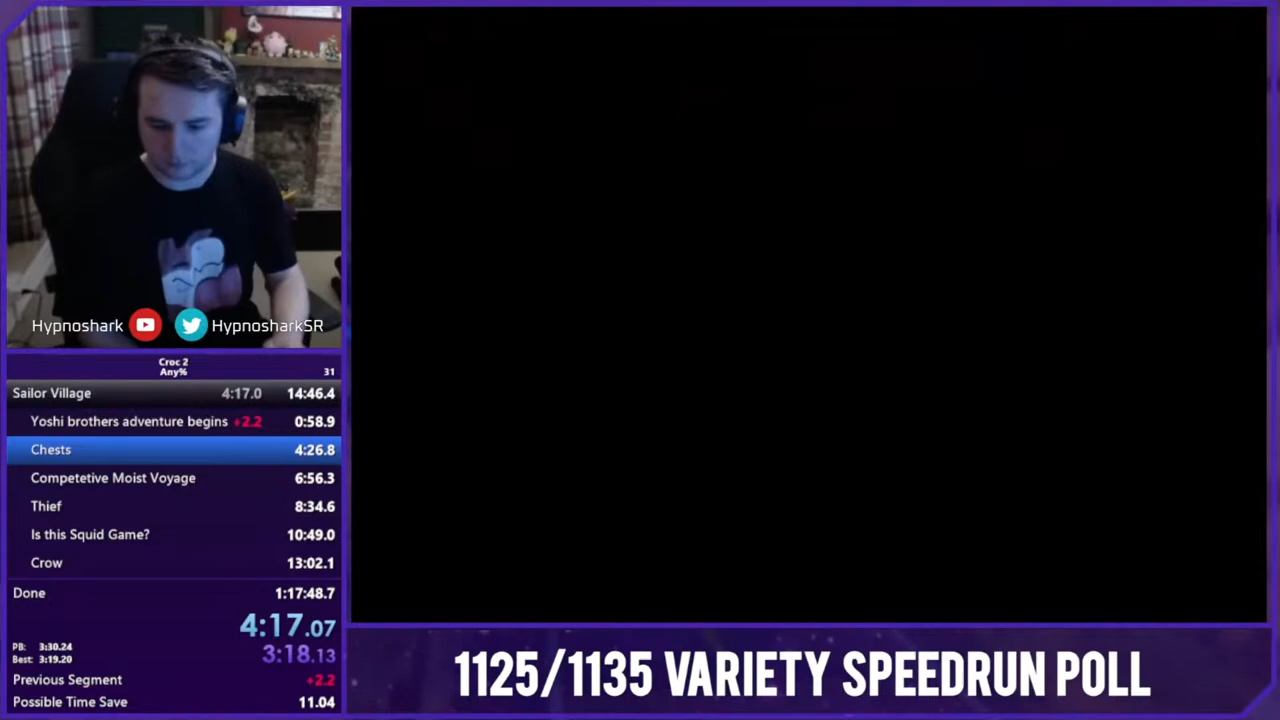 Hypnoshark HypnosharkSR
Croc 2
Any% 31
Sailor Village 4:17.0 14:46.4
Yoshi brothers adventure begins +2.2 0:58.9
Chests 4:26.8
Competetive Moist Voyage 6:56.3
Thief 8:34.6
Is this Squid Game? 10:49.0
Crow 13:02.1
Done 1:17:48.7
4:17.07
PB: 3:30.24
Best: 3:19.20
3:18.13
Previous Segment +2.2
Possible Time Save 11.04
1125/1135 VARIETY SPEEDRUN POLL